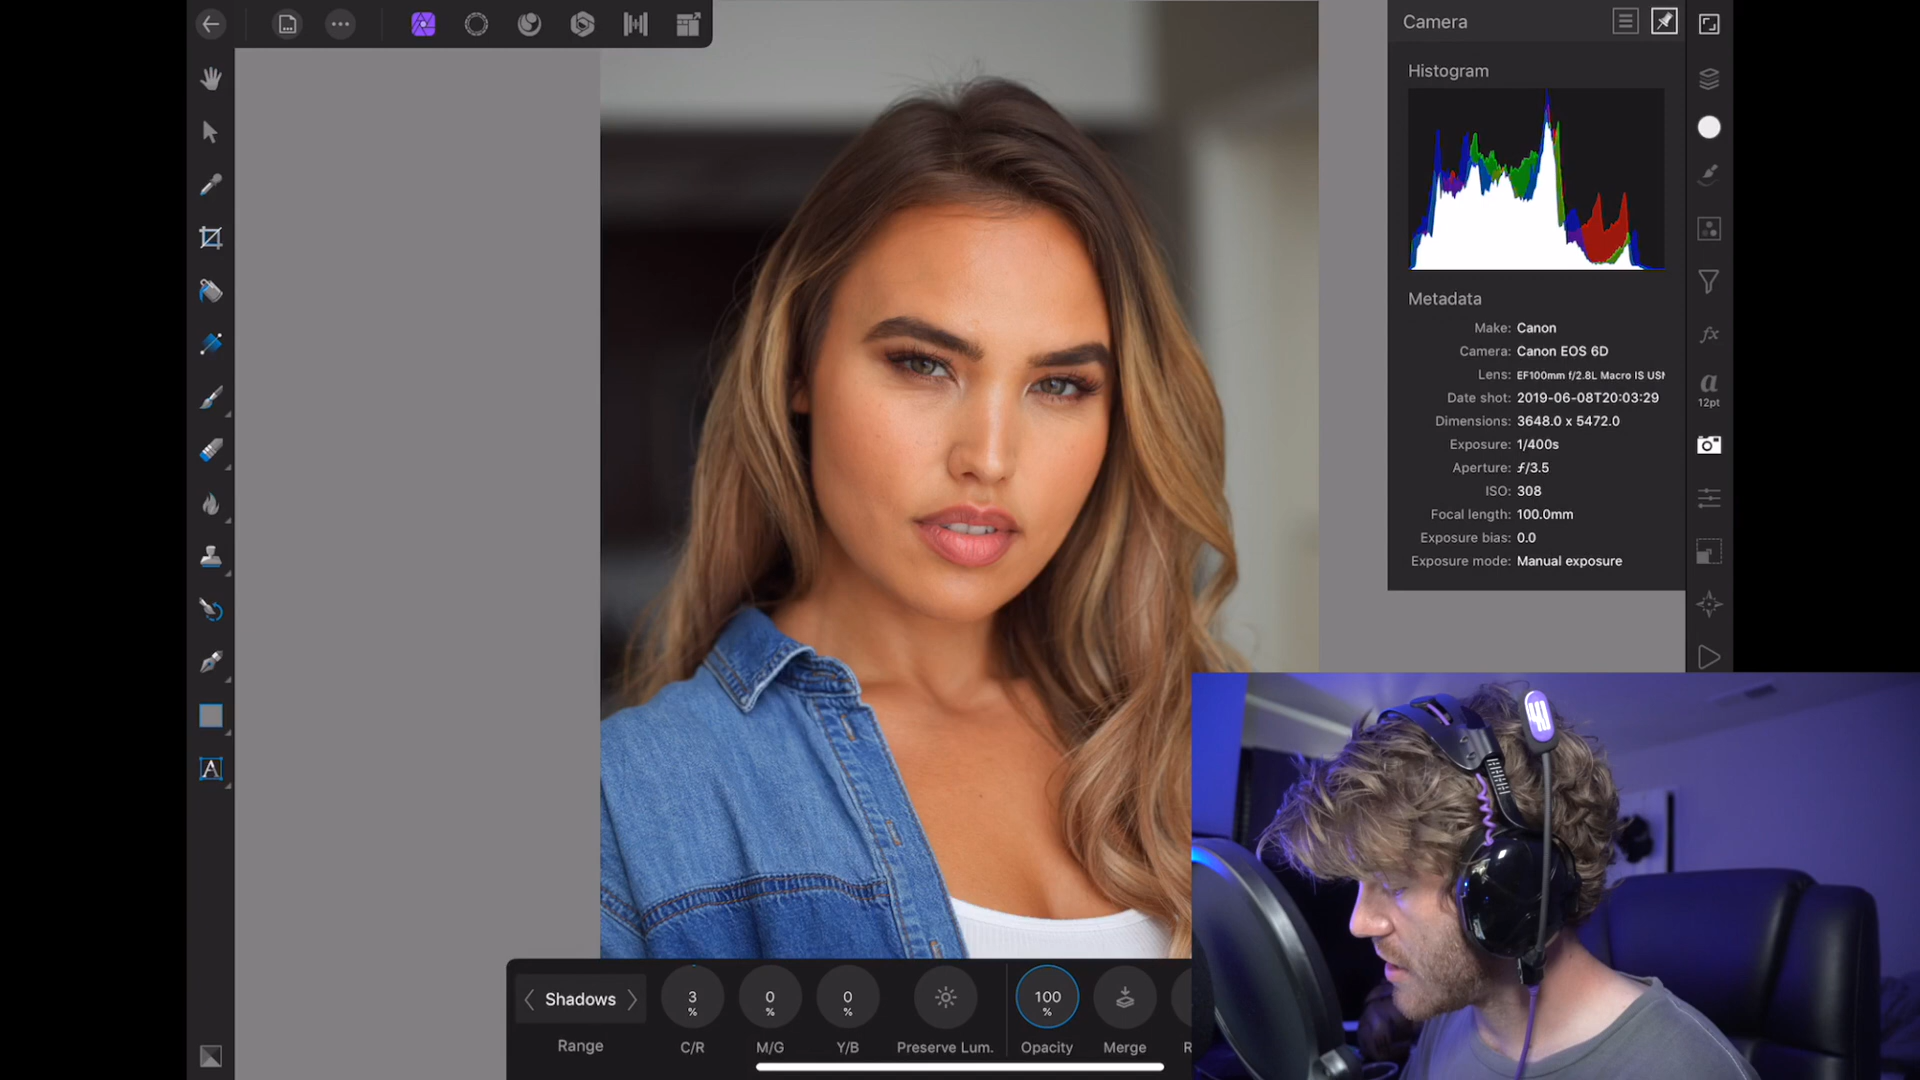 Camera
Histogram
Metadata
Make: Canon
Camera: Canon EOS 6D
Lens: EF100mm f/2.8L Macro IS USM
Date shot: 2019-06-08T20:03:29
Dimensions: 3648.0 x 5472.0
Exposure: 1/400s
Aperture: ƒ/3.5
ISO: 308
Focal length: 100.0mm
Exposure bias: 0.0
Exposure mode: Manual exposure
fx
a
12pt
A
Shadows
Range
3 %
C/R
0 %
M/G
0 %
Y/B
Preserve Lum.
100 %
Opacity
Merge
R